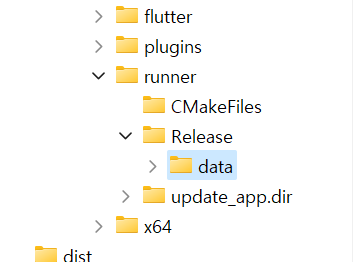 flutter
plugins
runner
CMakeFiles
Release
data
update_app.dir
x64
dist